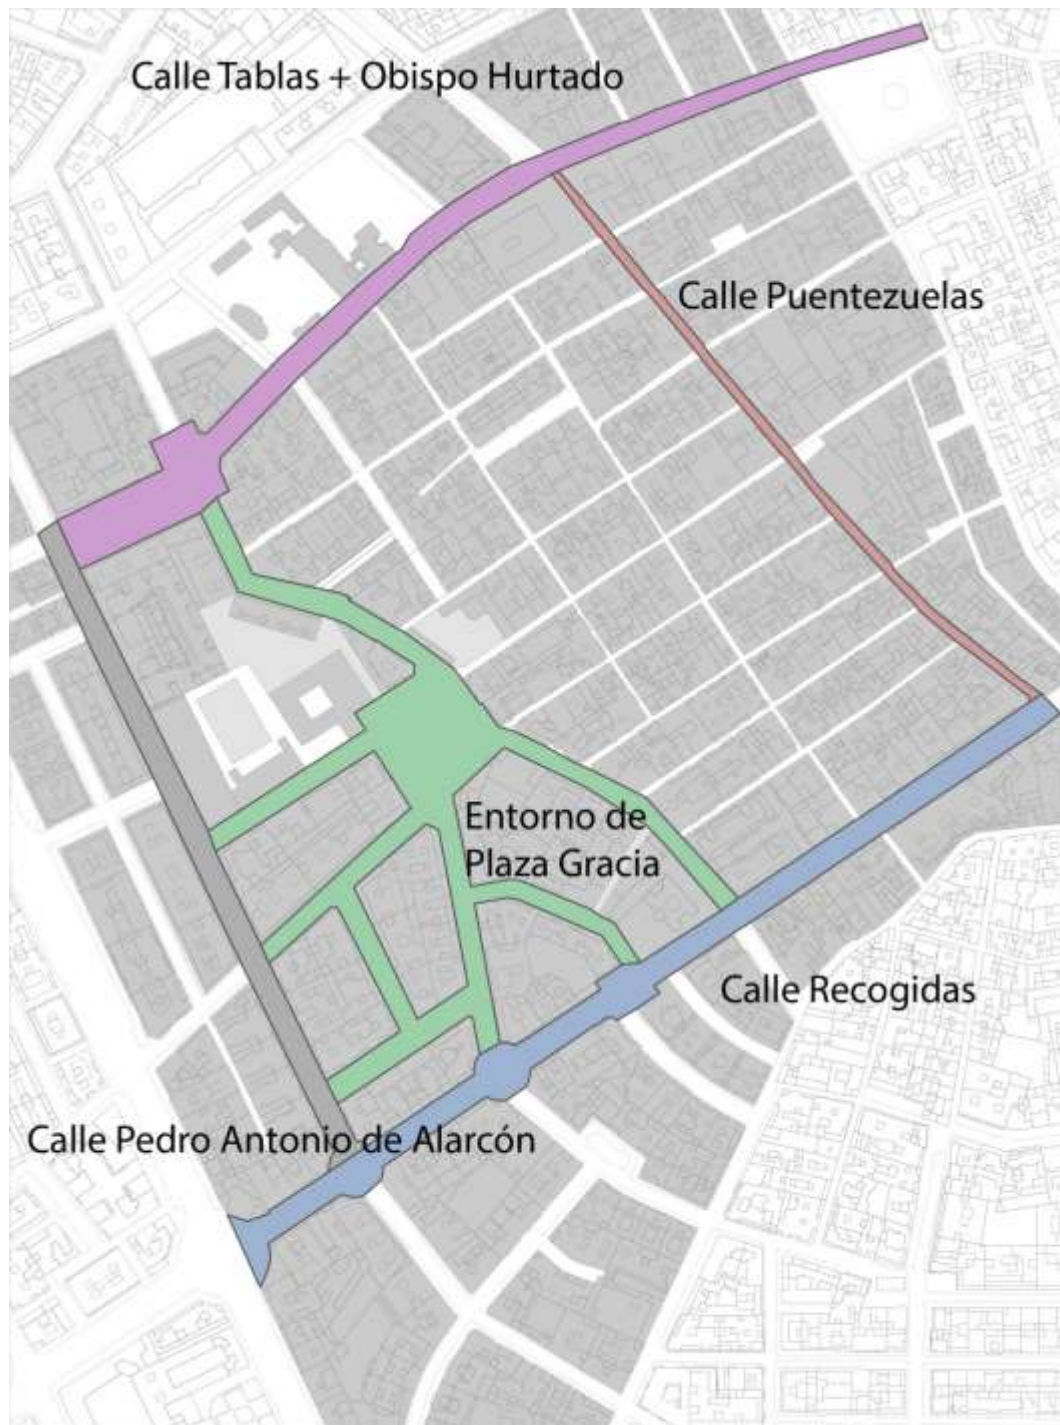 Calle Tablas + Obispo Hurtado
Calle Puentezuelas
Entorno de
Plaza Gracia
Calle Recogidas
Calle Pedro Antonio de Alarcón